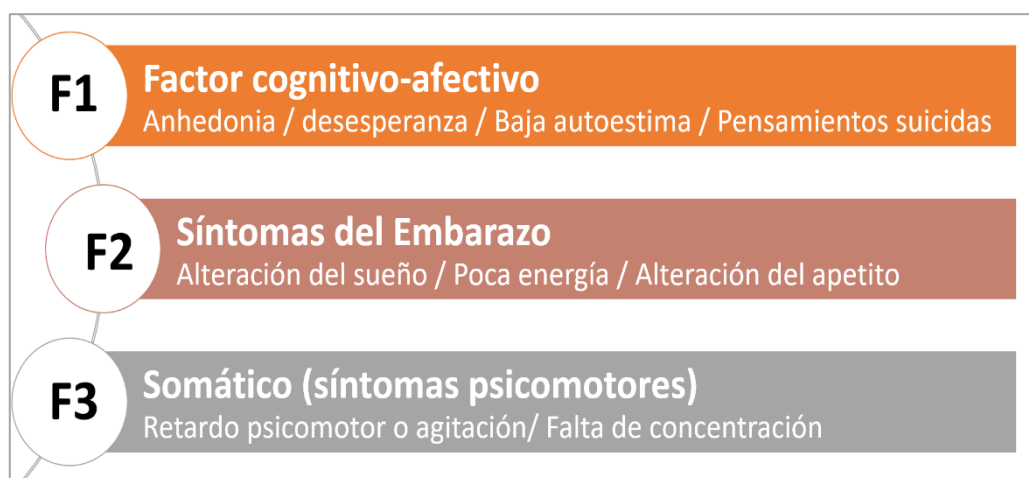 F1
Factor cognitivo-afectivo
Anhedonia / desesperanza / Baja autoestima / Pensamientos suicidas
F2
Síntomas del Embarazo
Alteración del sueño / Poca energía / Alteración del apetito
F3
Somático (síntomas psicomotores)
Retardo psicomotor o agitación/ Falta de concentración